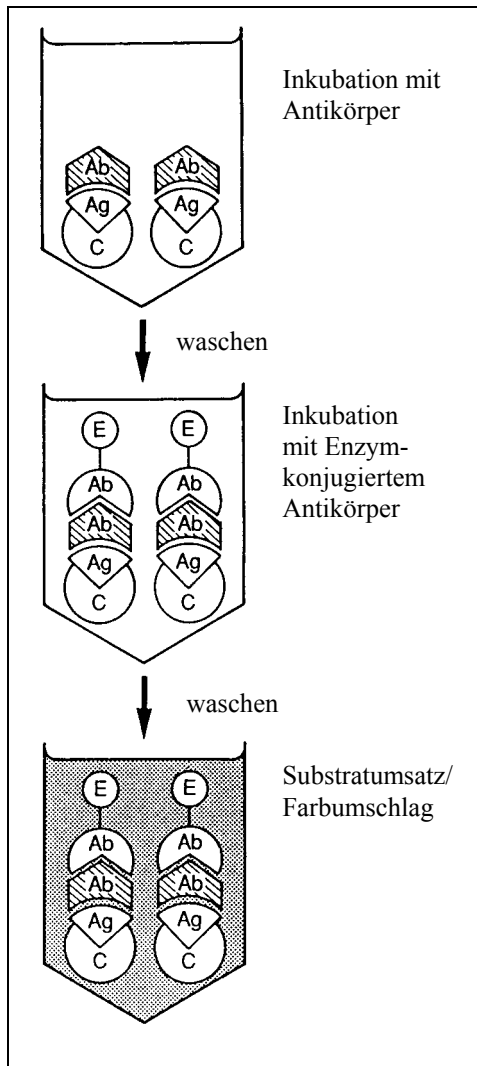 Inkubation mit
Antikörper
Ab Ab
Ag Ag
C C
waschen
Inkubation
mit Enzym-
konjugiertem
Antikörper
E E
Ab Ab
Ab Ab
Ag Ag
C C
waschen
Substratumsatz/
Farbumschlag
E E
Ab Ab
Ab Ab
Ag Ag
C C